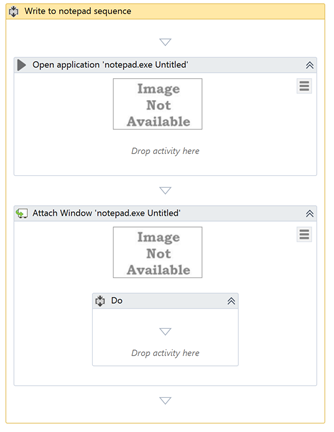 Write to notepad sequence
Open application 'notepad.exe Untitled'
Image
Not
Available
Drop activity here
Attach Window 'notepad.exe Untitled'
Image
Not
Available
Do
Drop activity here